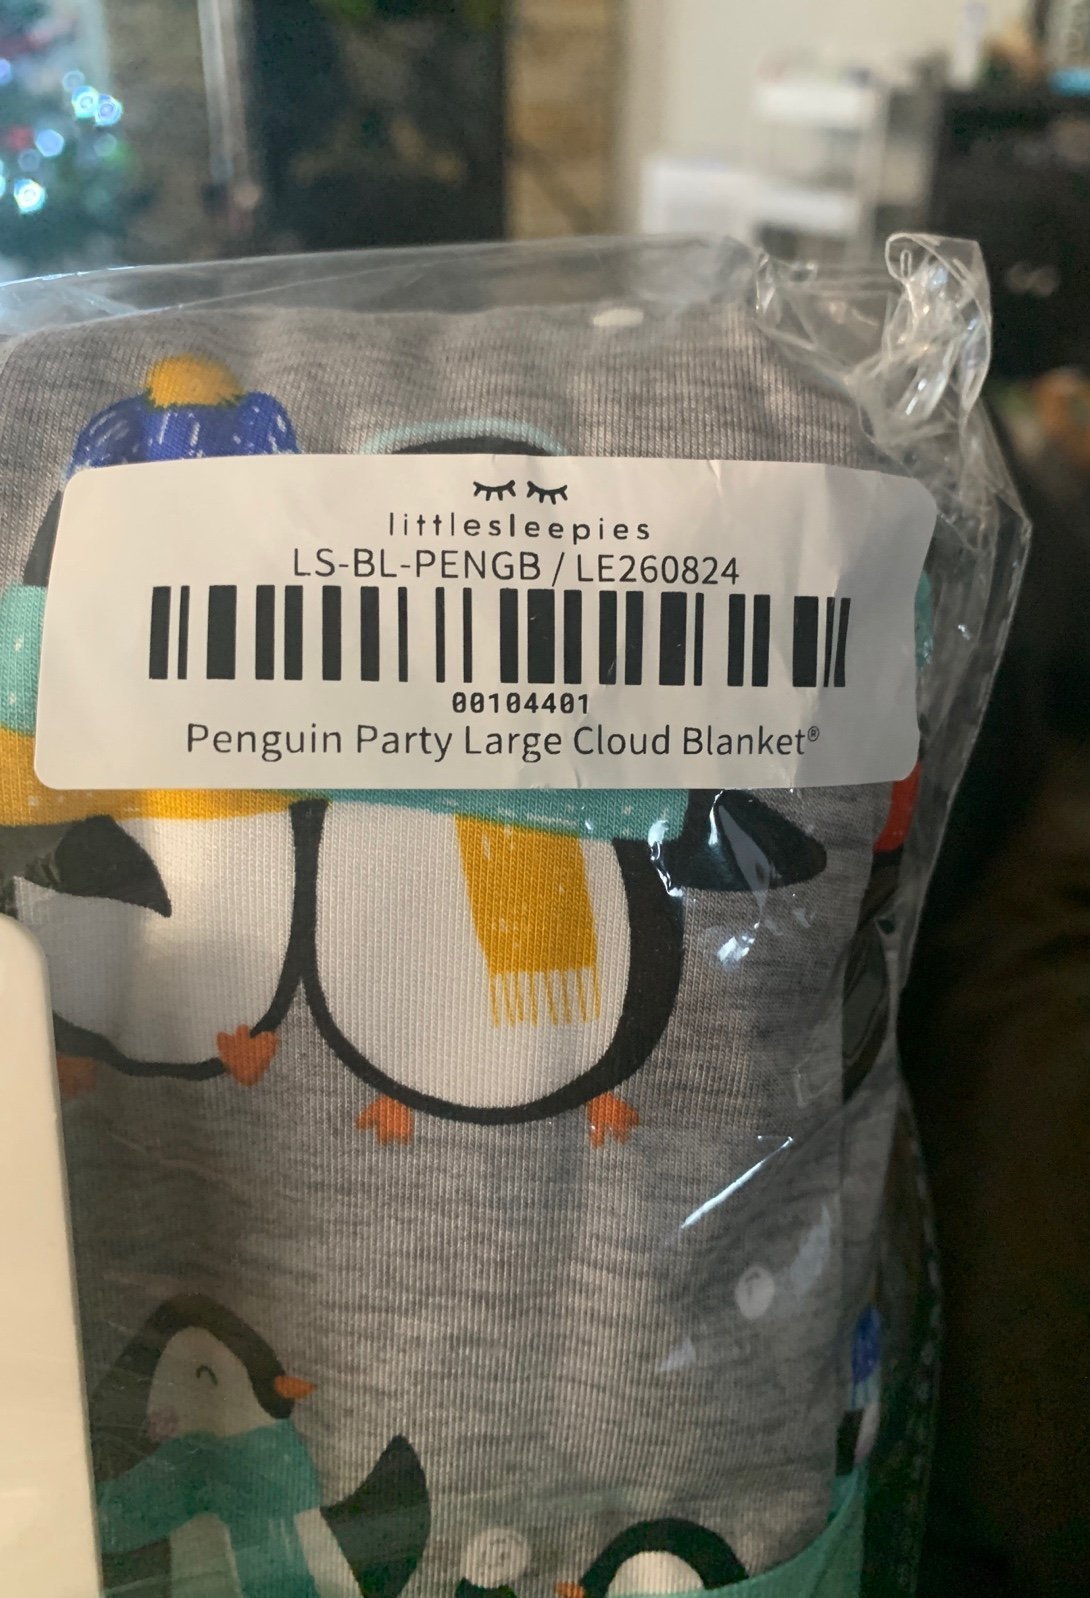 littlesleepies
LS-BL-PENGB / LE260824
00104401
Penguin Party Large Cloud Blanket®